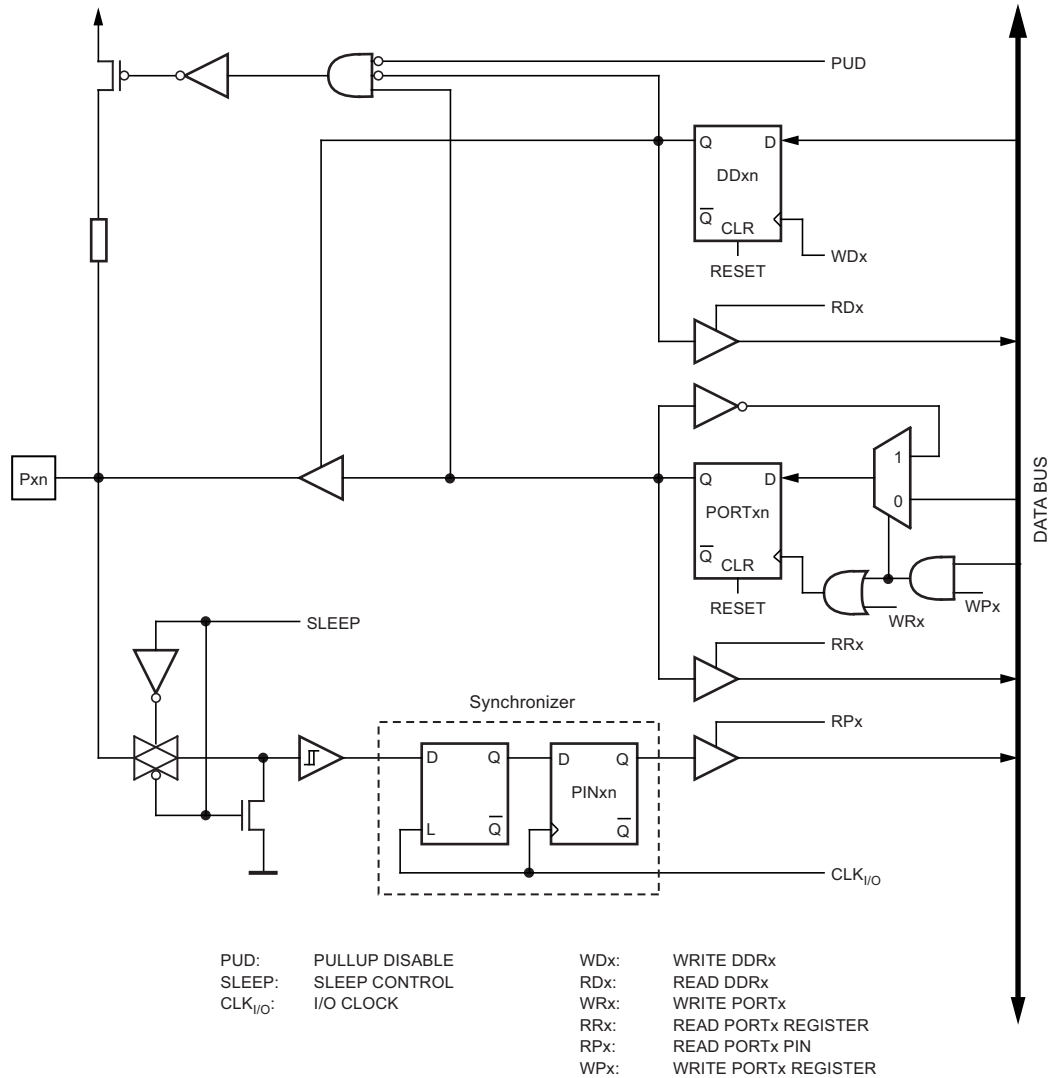 PUD
Q D
DDxn
Q
CLR
WDx
RESET
RDx
1
Pxn
Q D
0
PORTxn
Q
CLR
RESET
WRx
WPx
DATA BUS
SLEEP
RRx
Synchronizer
RPx
D Q
D Q
PINxn
L Q
Q
CLKI/O
PUD: PULLUP DISABLE
SLEEP: SLEEP CONTROL
CLKI/O: I/O CLOCK
WDx: WRITE DDRx
RDx: READ DDRx
WRx: WRITE PORTx
RRx: READ PORTx REGISTER
RPx: READ PORTx PIN
WPx: WRITE PORTx REGISTER